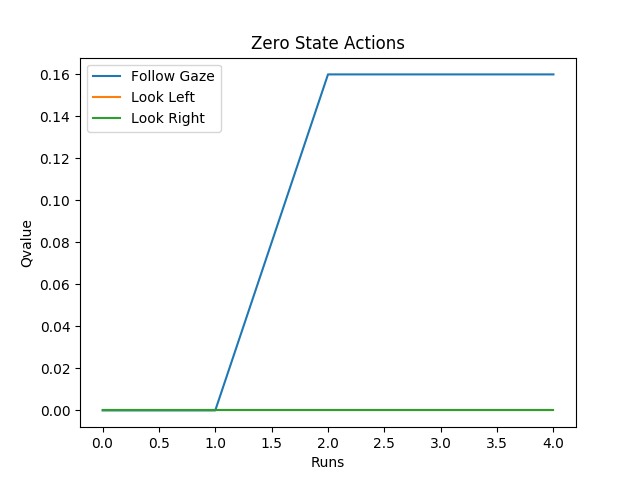 Zero State Actions
Follow Gaze
Look Left
Look Right
Qvalue
0.16
0.14
0.12
0.10
0.08
0.06
0.04
0.02
0.00
0.0 0.5 1.0 1.5 2.0 2.5 3.0 3.5 4.0
Runs